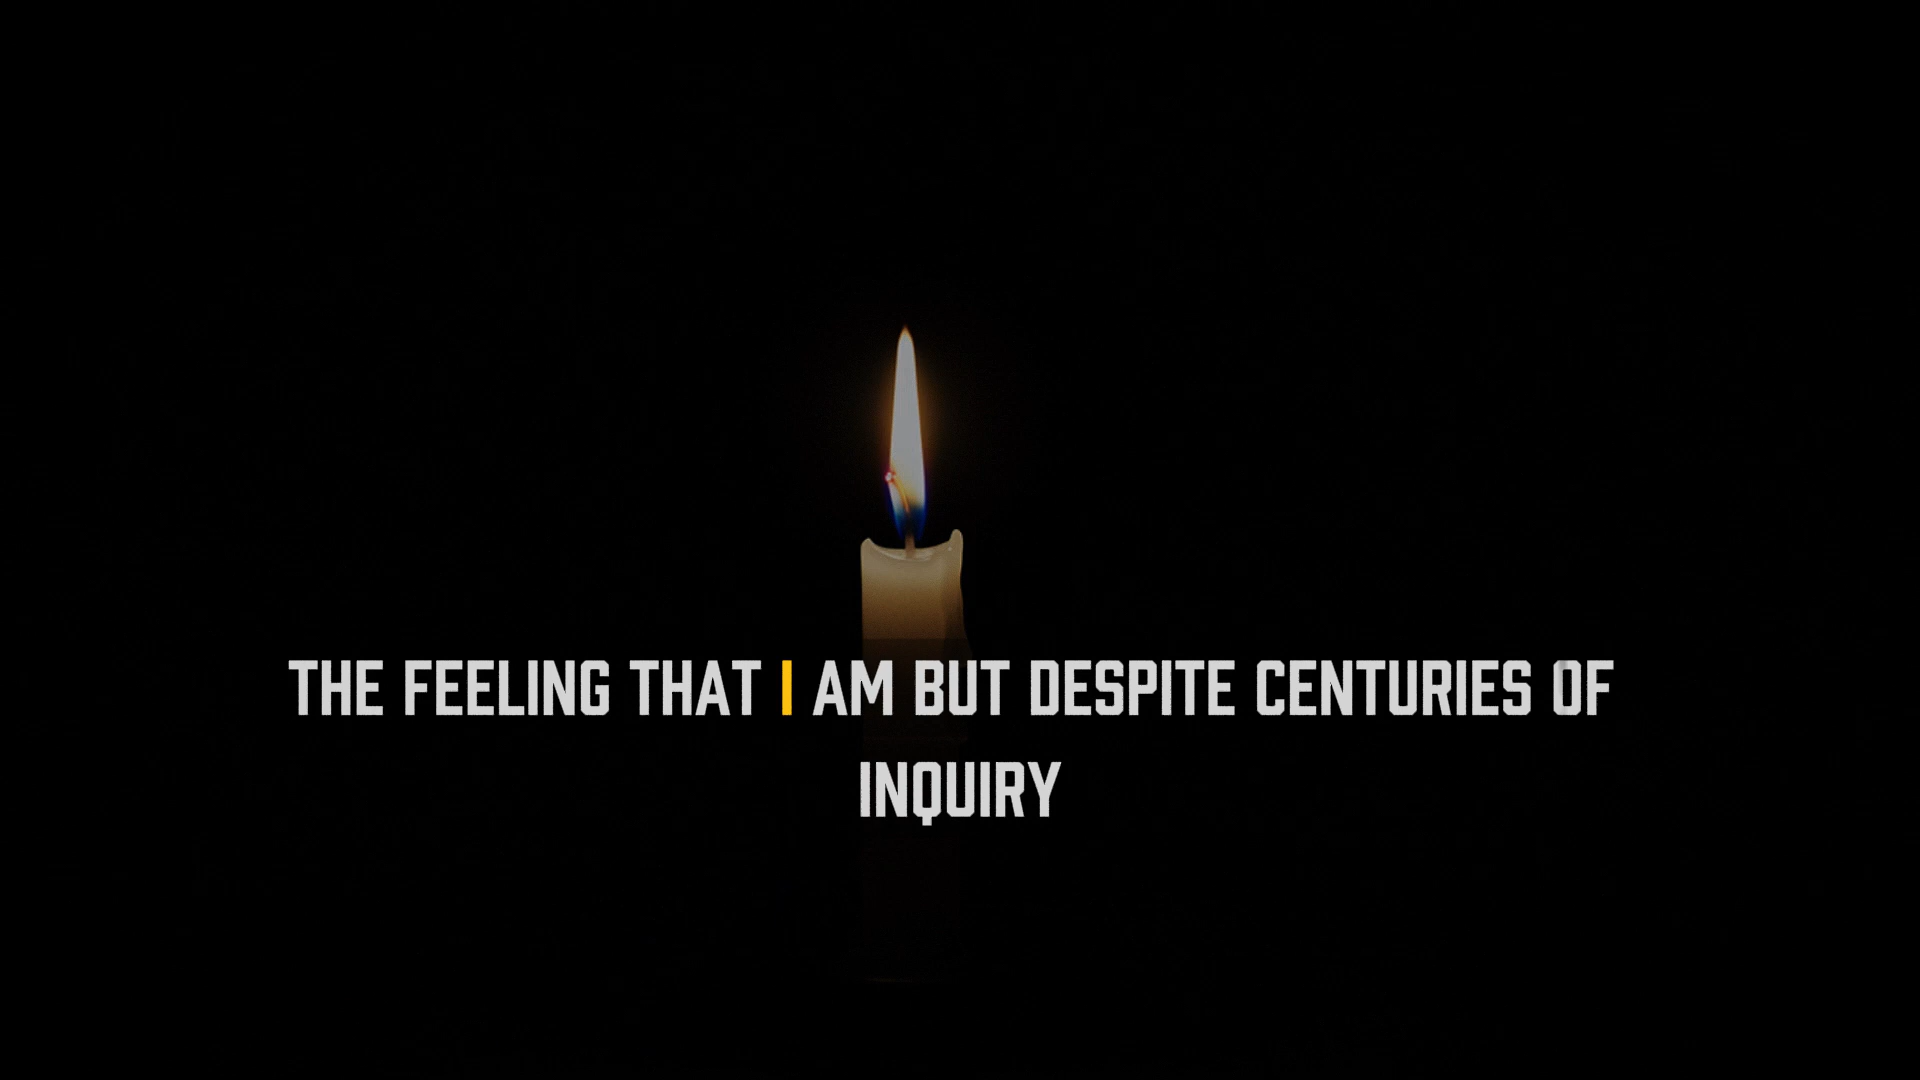 THE FEELING THAT I AM BUT DESPITE CENTURIES OF
INQUIRY